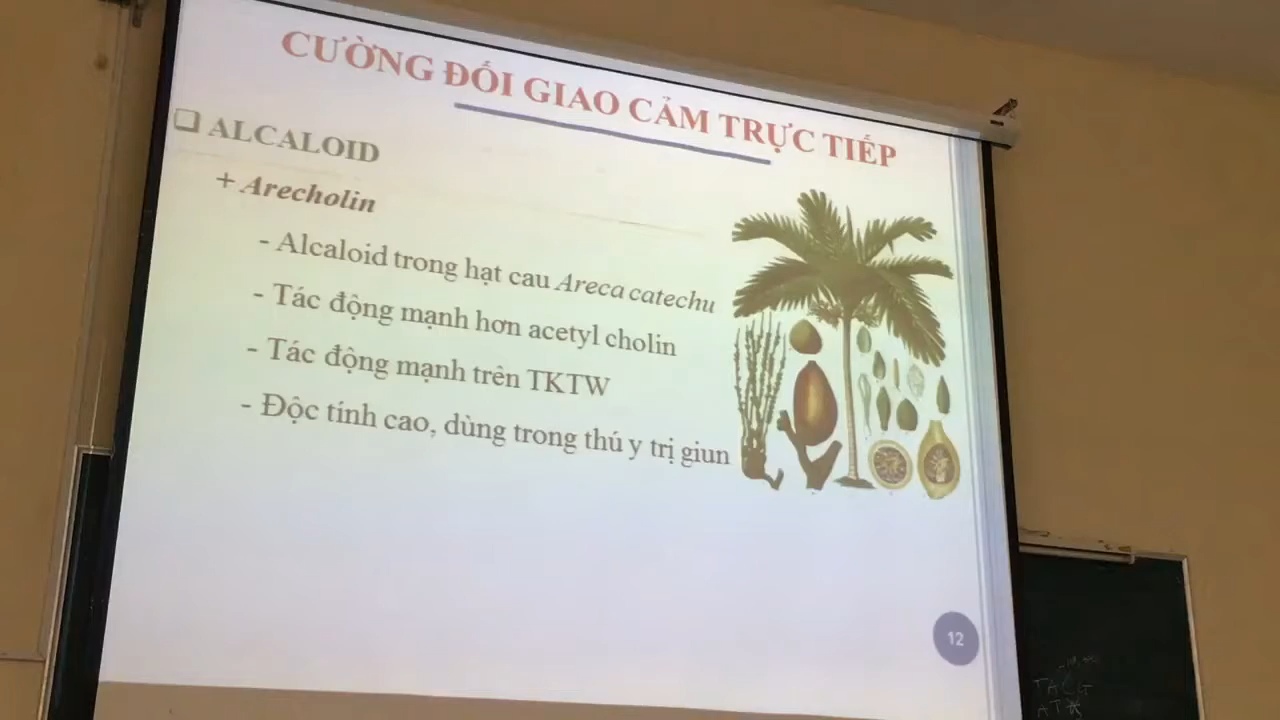 CƯỜNG ĐỐI GIAO CẢM TRỰC TIẾP
❑ ALCALOID
+ Arecholin
- Alcaloid trong hạt cau Areca catechu
- Tác động mạnh hơn acetyl cholin
- Tác động mạnh trên TKTW
- Độc tính cao, dùng trong thú y trị giun
12